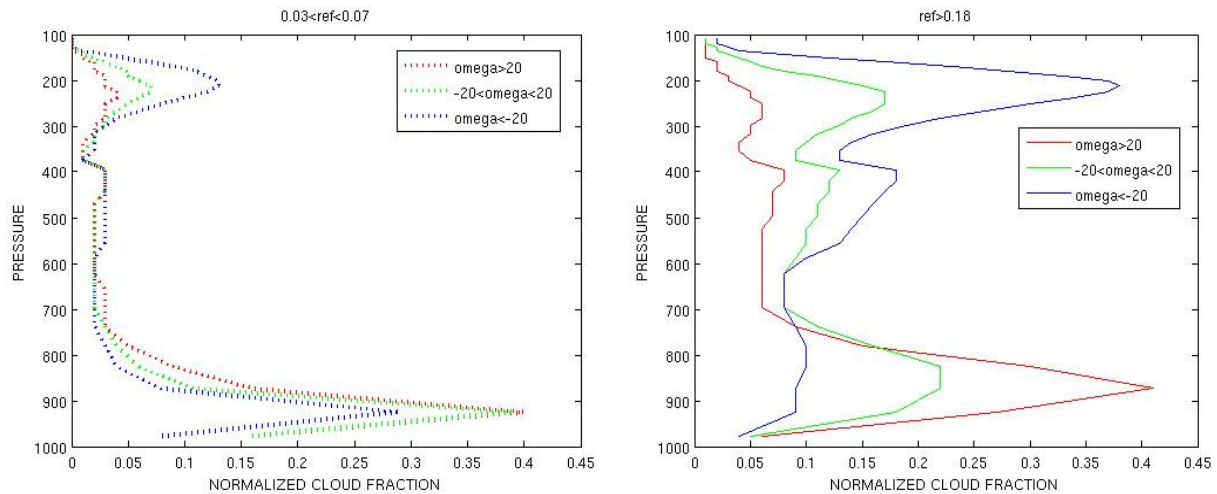 0.03<ref<0.07
100
200
300
400
500
600
700
800
900
1000
PRESSURE
omega>20
-20<omega<20
omega<-20
0 0.05 0.1 0.15 0.2 0.25 0.3 0.35 0.4 0.45
NORMALIZED CLOUD FRACTION
ref>0.18
100
200
300
400
500
600
700
800
900
1000
PRESSURE
omega>20
-20<omega<20
omega<-20
0 0.05 0.1 0.15 0.2 0.25 0.3 0.35 0.4 0.45
NORMALIZED CLOUD FRACTION